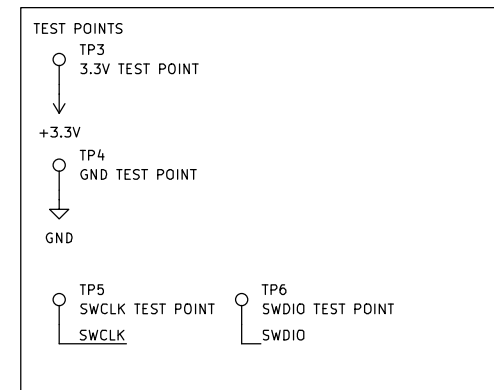 TEST POINTS
TP3
3.3V TEST POINT
+3.3V
TP4
GND TEST POINT
GND
TP5
SWCLK TEST POINT
SWCLK
TP6
SWDIO TEST POINT
SWDIO